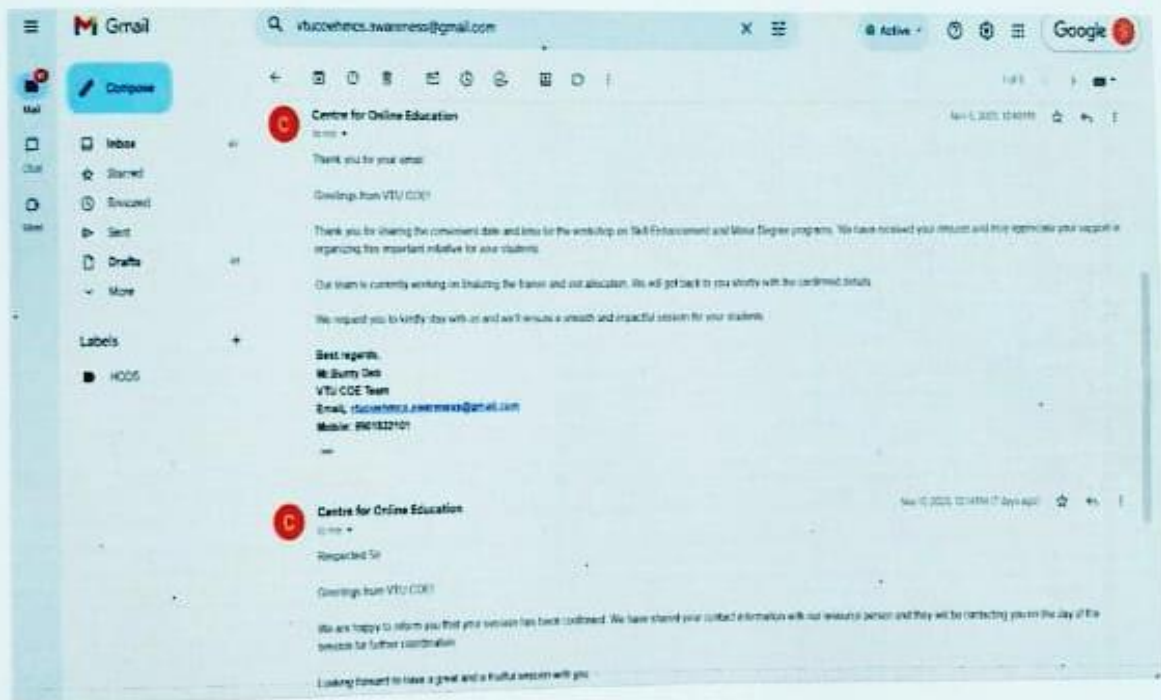 Gmail
vtucoehmcs.awareness@gmail.com
Active
Google
Compose
Mail
Inbox
Starred
Snoozed
Sent
Drafts
More
Labels
HODS
Centre for Online Education
to me
Thank you for your email
Greetings from VTU COE!
Thank you for sharing the convenient date and time for the workshop on Skill Enhancement and Minor Degree programs. We have received your request and truly appreciate your support in
organizing this important initiative for your students.
Our team is currently working on finalizing the trainer and slot allocation. We will get back to you shortly with the confirmed details.
We request you to kindly stay with us and we'll ensure a smooth and impactful session for your students.
Best regards,
VTU COE Team
Email: vtucoehmcs.awareness@gmail.com
Mobile:
Centre for Online Education
to me
Respected Sir
Greetings from VTU COE!
We are happy to inform you that your session has been confirmed. We have shared your contact information with our resource person and they will be contacting you on the day of the
session for further coordination.
Looking forward to have a great and a fruitful session with you